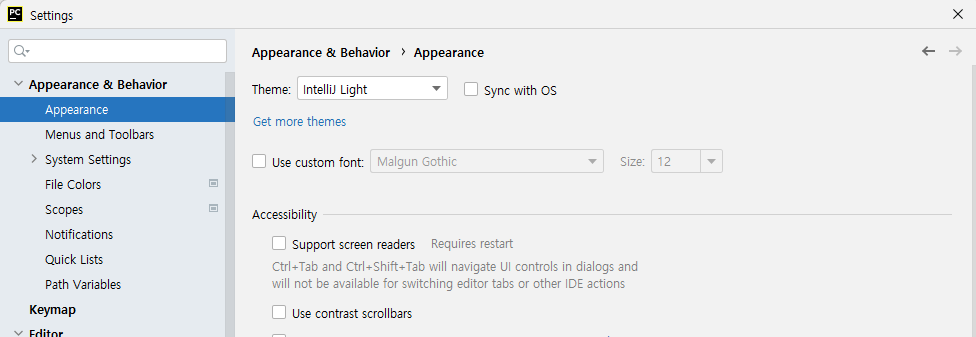 PC Settings
Appearance & Behavior
Appearance
Menus and Toolbars
System Settings
File Colors
Scopes
Notifications
Quick Lists
Path Variables
Keymap
Editor
Appearance & Behavior › Appearance
Theme: IntelliJ Light Sync with OS
Get more themes
Use custom font: Malgun Gothic Size: 12
Accessibility
Support screen readers Requires restart
Ctrl+Tab and Ctrl+Shift+Tab will navigate UI controls in dialogs and
will not be available for switching editor tabs or other IDE actions
Use contrast scrollbars